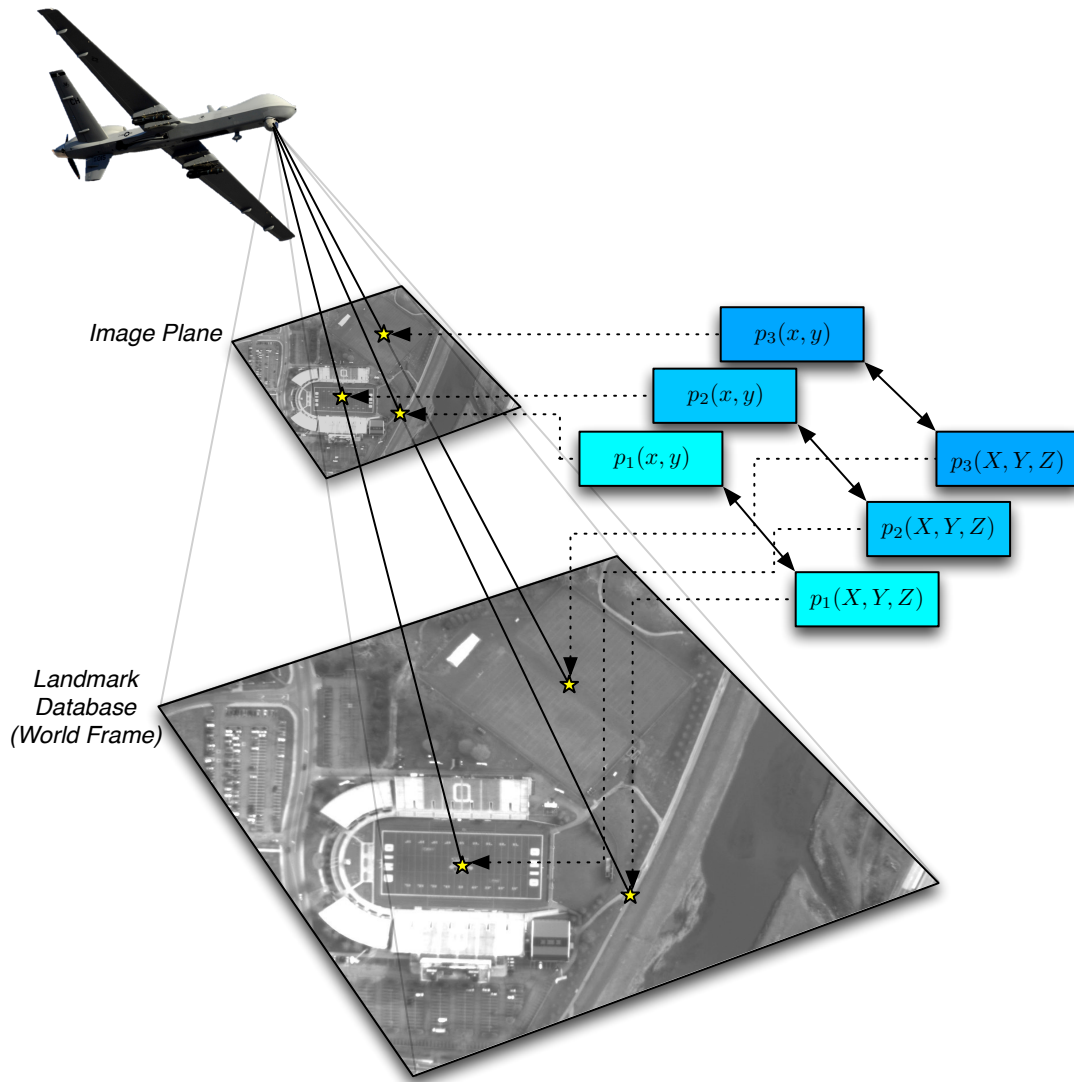 Image Plane
p₃(x, y)
p₂(x, y)
p₁(x, y)
p₃(X, Y, Z)
p₂(X, Y, Z)
p₁(X, Y, Z)
Landmark
Database
(World Frame)